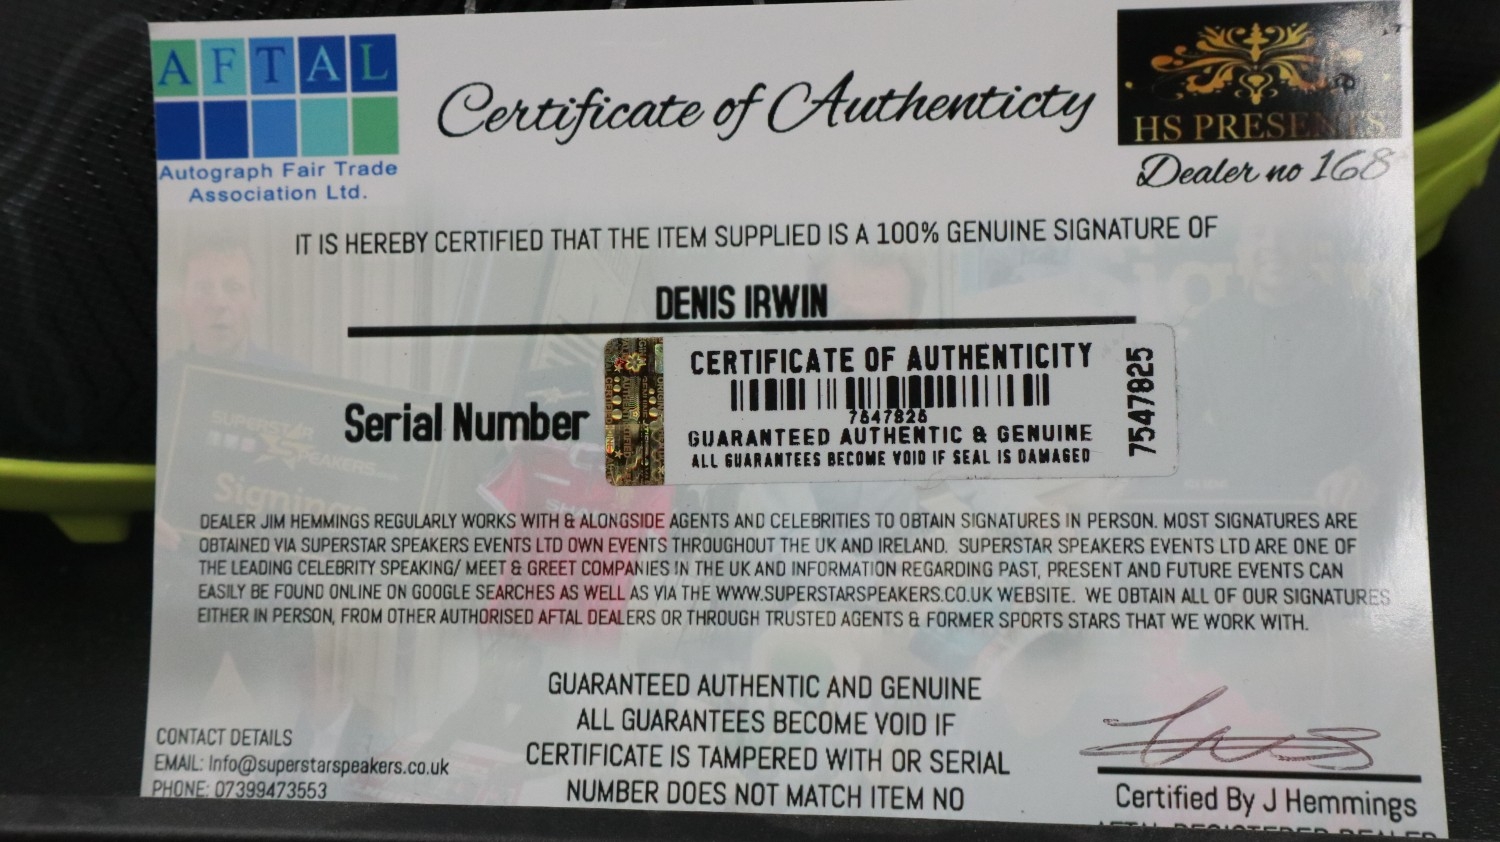 AFTAL
Autograph Fair Trade
Association Ltd.
Certificate of Authenticty
HS PRESENTS
Dealer no 168
IT IS HEREBY CERTIFIED THAT THE ITEM SUPPLIED IS A 100% GENUINE SIGNATURE OF
DENIS IRWIN
Serial Number
CERTIFICATE OF AUTHENTICITY
7547825
GUARANTEED AUTHENTIC & GENUINE
ALL GUARANTEES BECOME VOID IF SEAL IS DAMAGED
7547825
SUPERSTAR
SPEAKERS
Signings
DEALER JIM HEMMINGS REGULARLY WORKS WITH & ALONGSIDE AGENTS AND CELEBRITIES TO OBTAIN SIGNATURES IN PERSON. MOST SIGNATURES ARE
OBTAINED VIA SUPERSTAR SPEAKERS EVENTS LTD OWN EVENTS THROUGHOUT THE UK AND IRELAND. SUPERSTAR SPEAKERS EVENTS LTD ARE ONE OF
THE LEADING CELEBRITY SPEAKING/ MEET & GREET COMPANIES IN THE UK AND INFORMATION REGARDING PAST, PRESENT AND FUTURE EVENTS CAN
EASILY BE FOUND ONLINE ON GOOGLE SEARCHES AS WELL AS VIA THE WWW.SUPERSTARSPEAKERS.CO.UK WEBSITE. WE OBTAIN ALL OF OUR SIGNATURES
EITHER IN PERSON, FROM OTHER AUTHORISED AFTAL DEALERS OR THROUGH TRUSTED AGENTS & FORMER SPORTS STARS THAT WE WORK WITH.
GUARANTEED AUTHENTIC AND GENUINE
ALL GUARANTEES BECOME VOID IF
CERTIFICATE IS TAMPERED WITH OR SERIAL
NUMBER DOES NOT MATCH ITEM NO
CONTACT DETAILS
EMAIL: Info@superstarspeakers.co.uk
PHONE: 07399473553
Certified By J Hemmings
AFTAL REGISTERED DEALER